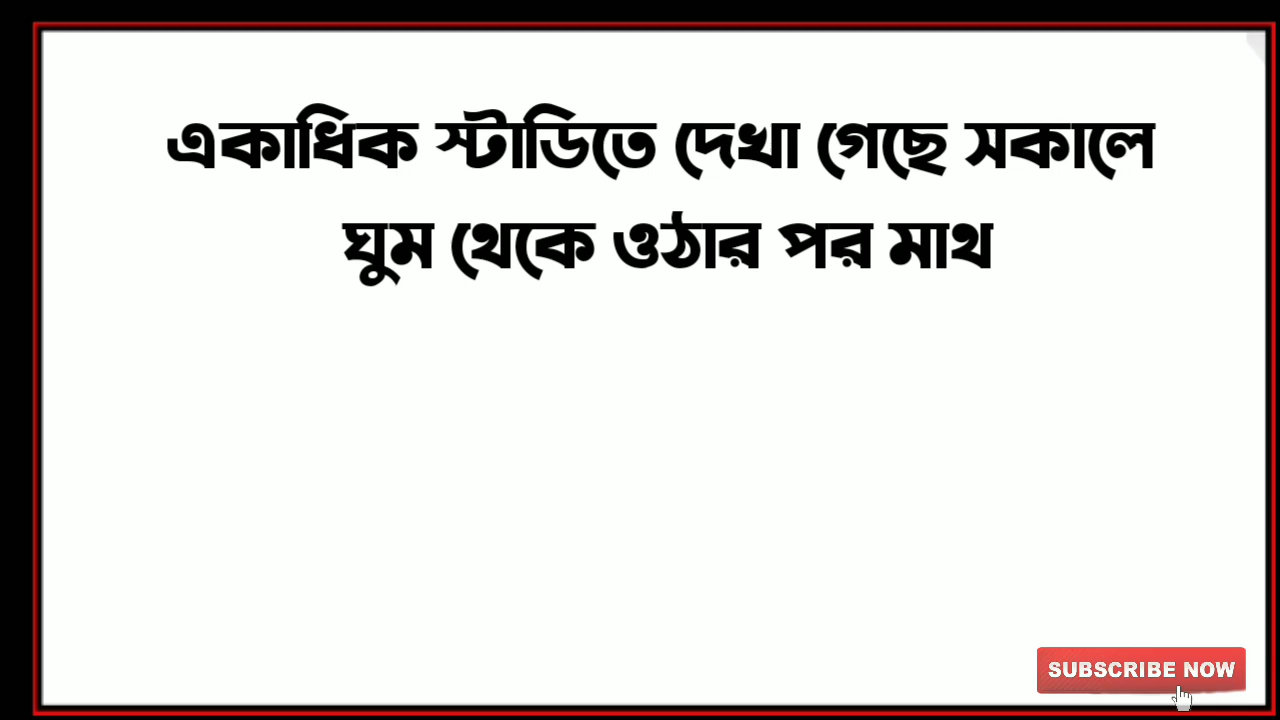 একাধিক স্টাডিতে দেখা গেছে সকালে
ঘুম থেকে ওঠার পর মাথ
SUBSCRIBE NOW